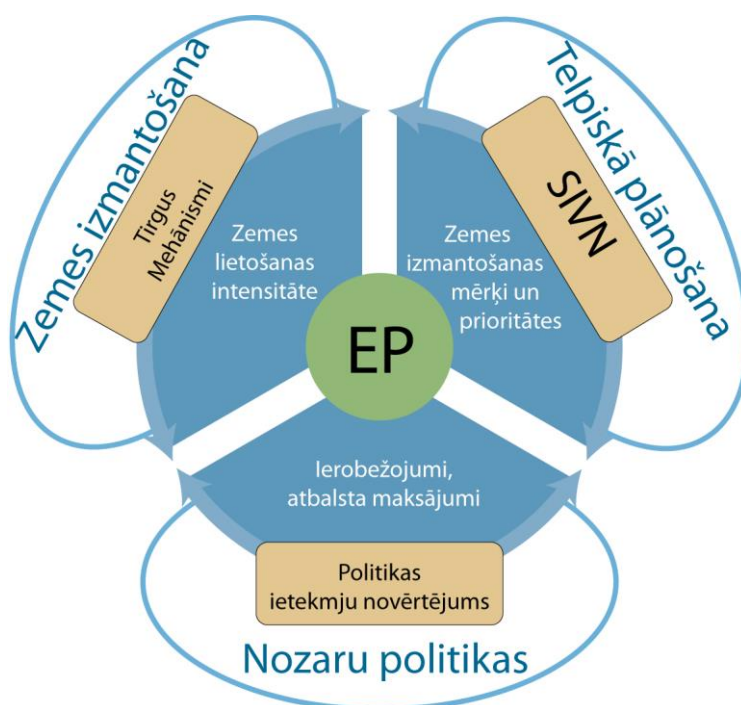 Zemes izmantošana
Tirgus
Mehānismi
Zemes
lietošanas
intensitāte
Telpiskā plānošana
SIVN
Zemes
izmantošanas
mērķi un
prioritātes
EP
Ierobežojumi,
atbalsta maksājumi
Politikas
ietekmju novērtējums
Nozaru politikas